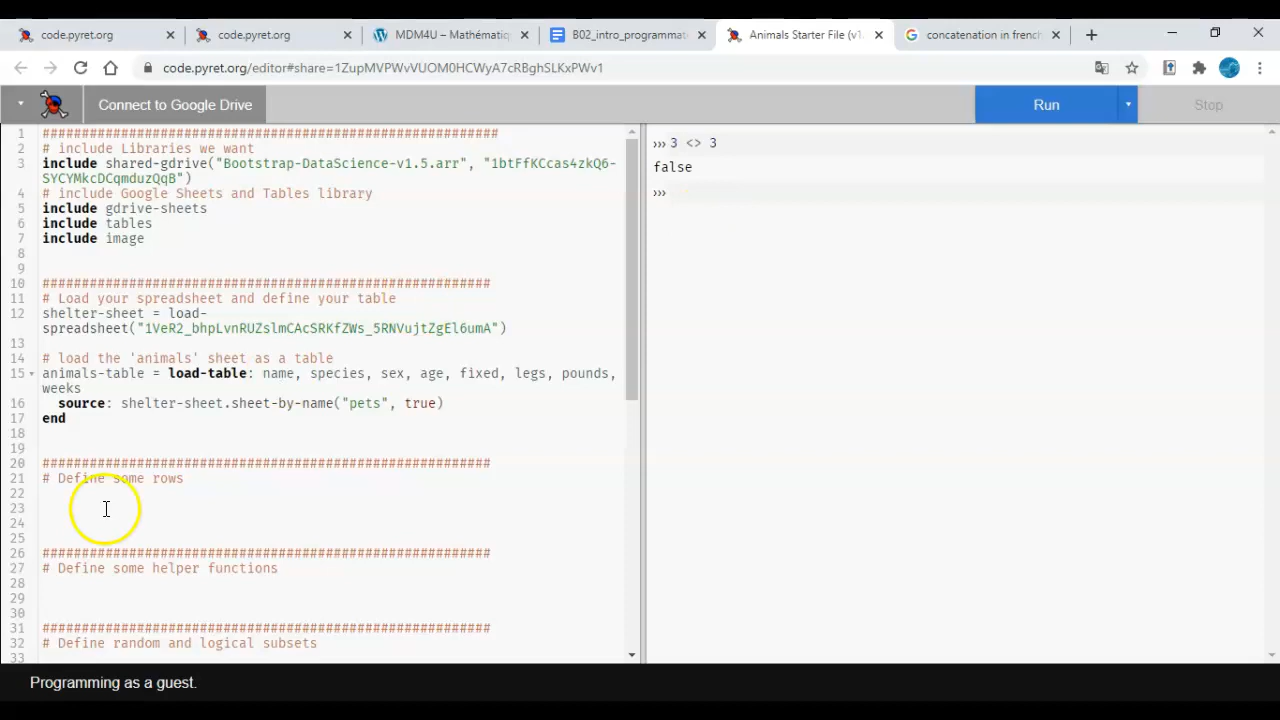 code.pyret.org
code.pyret.org
MDM4U – Mathématiq
B02_intro_programmat
Animals Starter File (v1
concatenation in french
code.pyret.org/editor#share=1ZupMVPWvVUOM0HCWyA7cRBghSLKxPWv1
Connect to Google Drive
Run
Stop
1 #########################################################
2 # include Libraries we want
3 include shared-gdrive("Bootstrap-DataScience-v1.5.arr", "1btFfKCcas4zkQ6-
SYCYMkcDCqmduzQqB")
4 # include Google Sheets and Tables library
5 include gdrive-sheets
6 include tables
7 include image
8
9
10 #########################################################
11 # Load your spreadsheet and define your table
12 shelter-sheet = load-
spreadsheet("1VeR2_bhpLvnRUZslmCAcSRKfZWs_5RNVujtZgEl6umA")
13
14 # load the 'animals' sheet as a table
15 animals-table = load-table: name, species, sex, age, fixed, legs, pounds,
weeks
16 source: shelter-sheet.sheet-by-name("pets", true)
17 end
18
19
20 #########################################################
21 # Define some rows
22
23
24
25
26 #########################################################
27 # Define some helper functions
28
29
30
31 #########################################################
32 # Define random and logical subsets
33
››› 3 <> 3
false
›››
Programming as a guest.